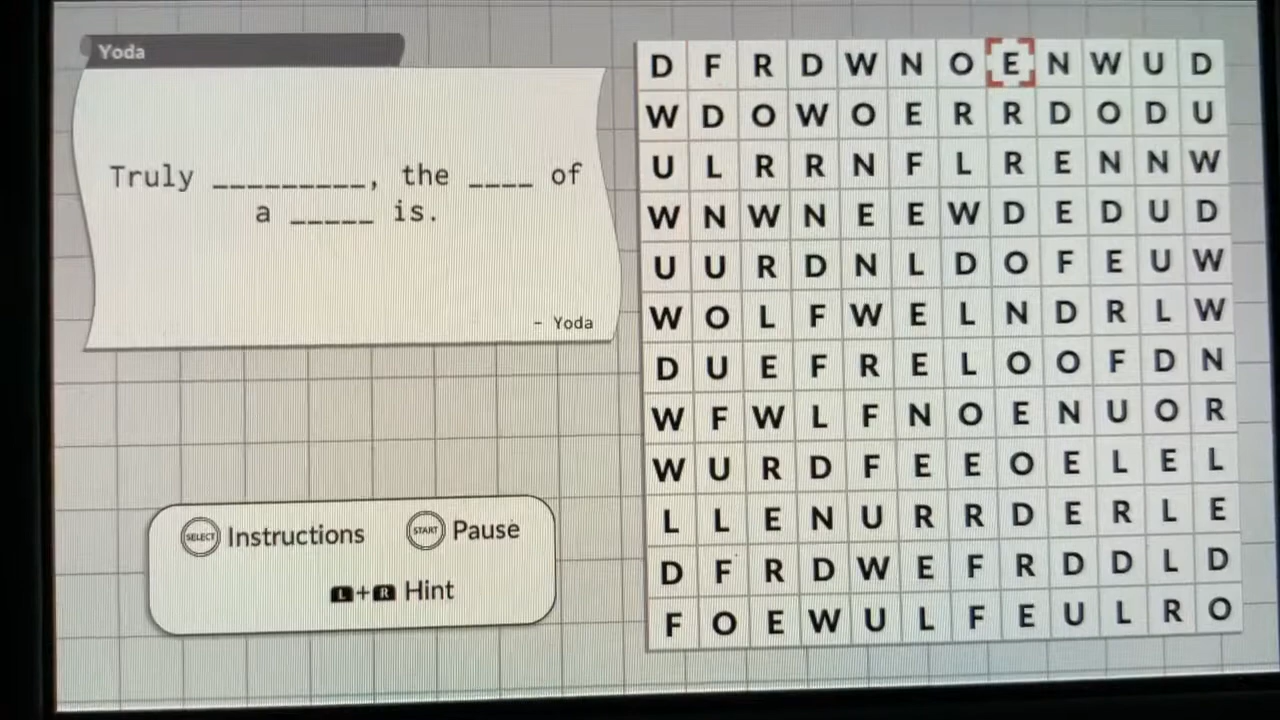 Yoda
Truly _________, the ____ of
a _____ is.
- Yoda
SELECT Instructions START Pause
L+R Hint
D F R D W N O E N W U D
W D O W O E R R D O D U
U L R R N F L R E N N W
W N W N E E W D E D U D
U U R D N L D O F E U W
W O L F W E L N D R L W
D U E F R E L O O F D N
W F W L F N O E N U O R
W U R D F E E O E L E L
L L E N U R R D E R L E
D F R D W E F R D D L D
F O E W U L F E U L R O